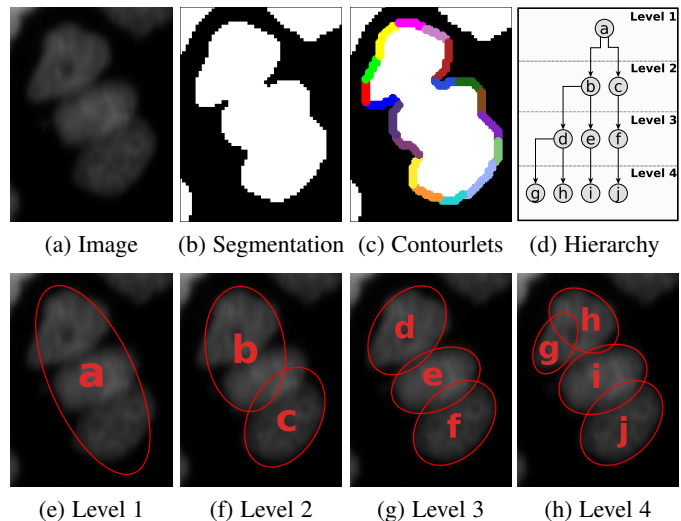 Level 1
a
Level 2
b c
Level 3
d e f
Level 4
g h i j
(a) Image (b) Segmentation (c) Contourlets (d) Hierarchy
a b c d e f g h i j
(e) Level 1 (f) Level 2 (g) Level 3 (h) Level 4